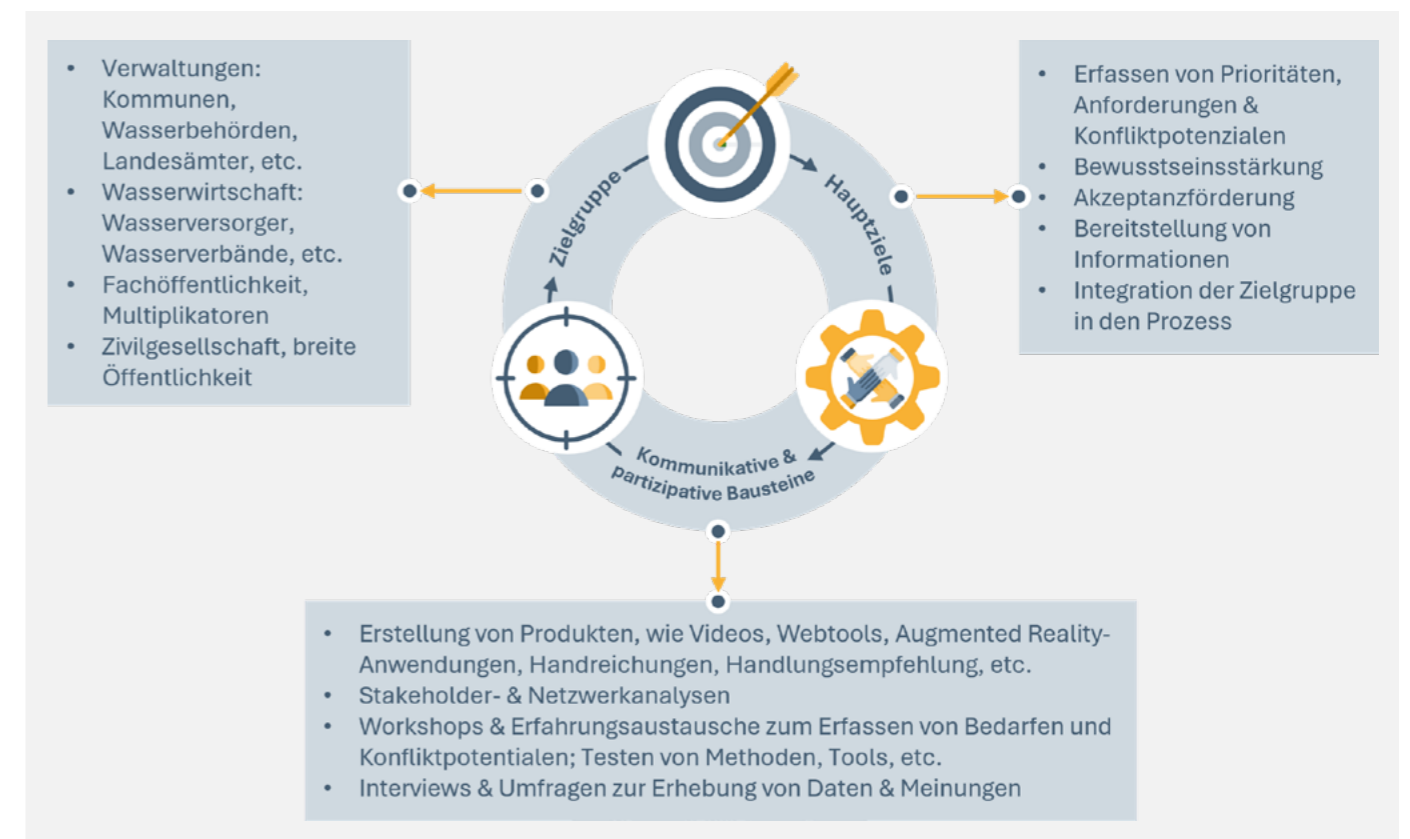 • Verwaltungen:
Kommunen,
Wasserbehörden,
Landesämter, etc.
• Wasserwirtschaft:
Wasserversorger,
Wasserverbände, etc.
• Fachöffentlichkeit,
Multiplikatoren
• Zivilgesellschaft, breite
Öffentlichkeit
Zielgruppe
Hauptziele
• Erfassen von Prioritäten,
Anforderungen &
Konfliktpotenzialen
• Bewusstseinsstärkung
• Akzeptanzförderung
• Bereitstellung von
Informationen
• Integration der Zielgruppe
in den Prozess
Kommunikative &
partizipative Bausteine
• Erstellung von Produkten, wie Videos, Webtools, Augmented Reality-
Anwendungen, Handreichungen, Handlungsempfehlung, etc.
• Stakeholder- & Netzwerkanalysen
• Workshops & Erfahrungsaustausche zum Erfassen von Bedarfen und
Konfliktpotentialen; Testen von Methoden, Tools, etc.
• Interviews & Umfragen zur Erhebung von Daten & Meinungen